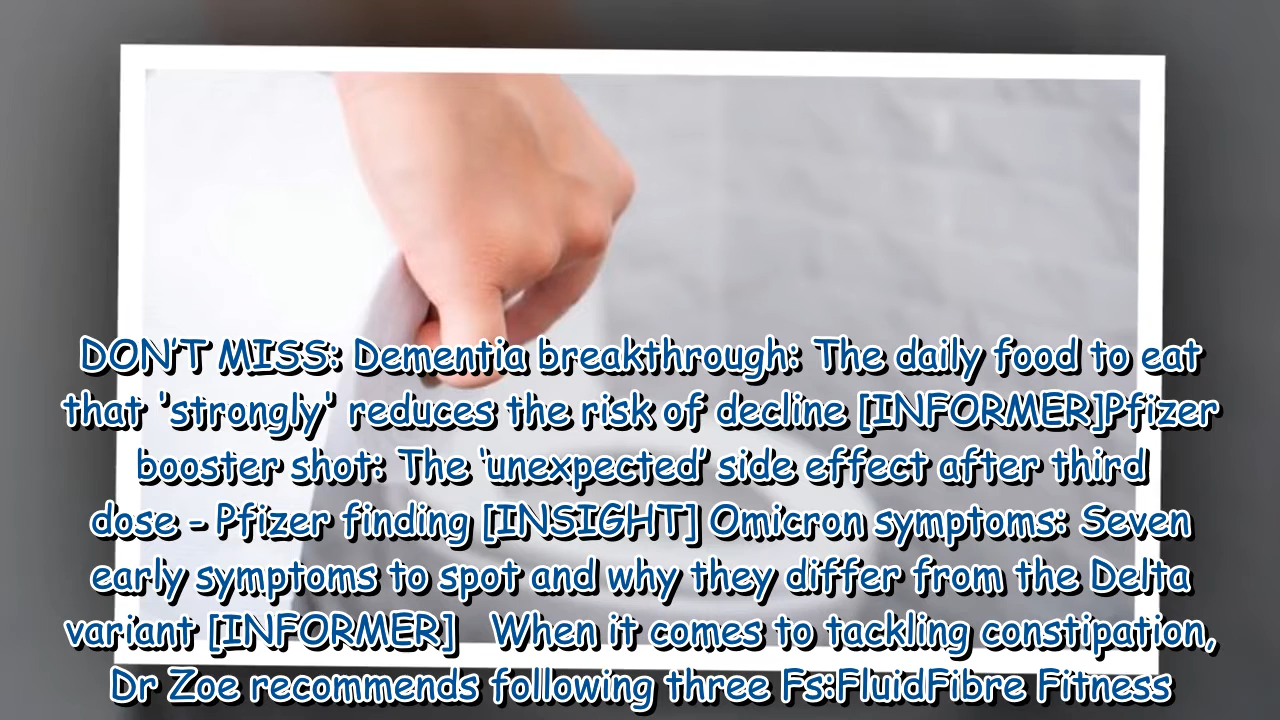 DON'T MISS: Dementia breakthrough: The daily food to eat
that 'strongly' reduces the risk of decline [INFORMER]Pfizer
booster shot: The ‘unexpected’ side effect after third
dose - Pfizer finding [INSIGHT] Omicron symptoms: Seven
early symptoms to spot and why they differ from the Delta
variant [INFORMER]   When it comes to tackling constipation,
Dr Zoe recommends following three Fs:FluidFibre Fitness